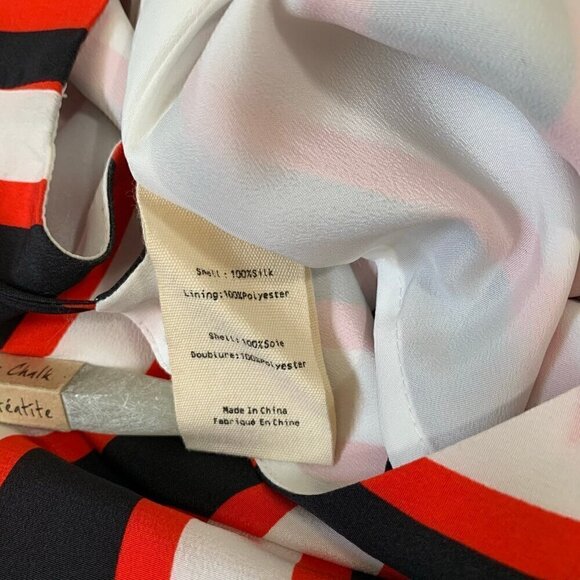 Shell: 100%Silk
Lining:100%Polyester
Shell: 100%Soie
Doublure:100%Polyester
Made In China
Fabriqué En Chine
Chalk
éatite